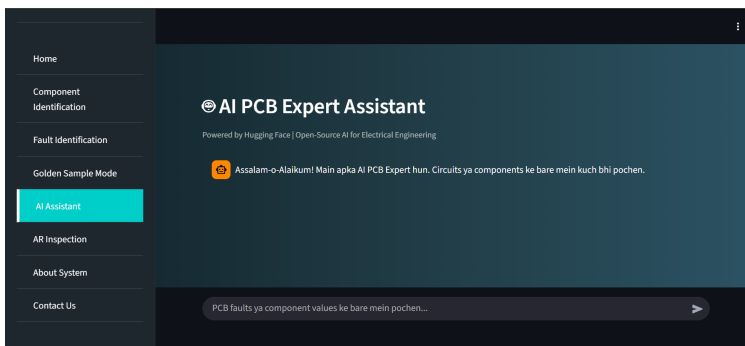 Home
Component
Identification
Fault Identification
Golden Sample Mode
AI Assistant
AR Inspection
About System
Contact Us
AI PCB Expert Assistant
Powered by Hugging Face | Open-Source AI for Electrical Engineering
Assalam-o-Alaikum! Main apka AI PCB Expert hun. Circuits ya components ke bare mein kuch bhi pochen.
PCB faults ya component values ke bare mein pochen...